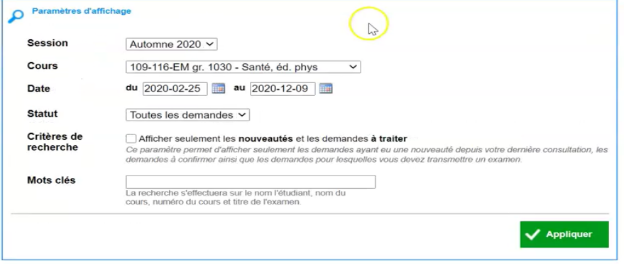 Paramètres d'affichage
Session Automne 2020
Cours 109-116-EM gr. 1030 - Santé, éd. phys
Date du 2020-02-25 au 2020-12-09
Statut Toutes les demandes
Critères de recherche Afficher seulement les nouveautés et les demandes à traiter
Ce paramètre permet d'afficher seulement les demandes ayant eu une nouveauté depuis votre dernière consultation, les
demandes à confirmer ainsi que les demandes pour lesquelles vous devez transmettre un examen.
Mots clés
La recherche s'effectuera sur le nom l'étudiant, nom du
cours, numéro du cours et titre de l'examen.
Appliquer